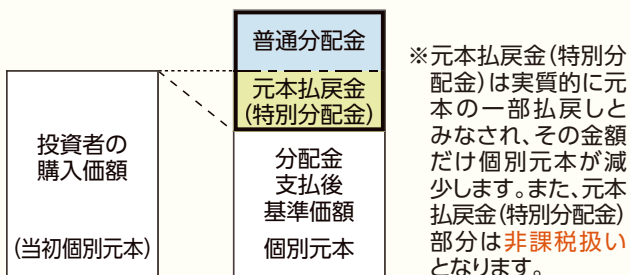 普通分配金
元本払戻金
(特別分配金)
投資者の
購入価額
(当初個別元本)
分配金
支払後
基準価額
個別元本
※元本払戻金(特別分
配金)は実質的に元
本の一部払戻しと
みなされ、その金額
だけ個別元本が減
少します。また、元本
払戻金(特別分配金)
部分は非課税扱い
となります。